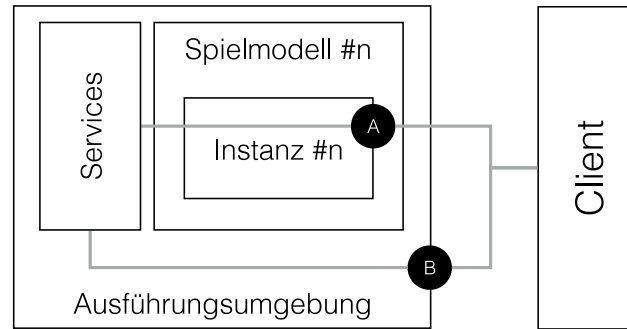 Services
Spielmodell #n
Instanz #n
A
B
Ausführungsumgebung
Client